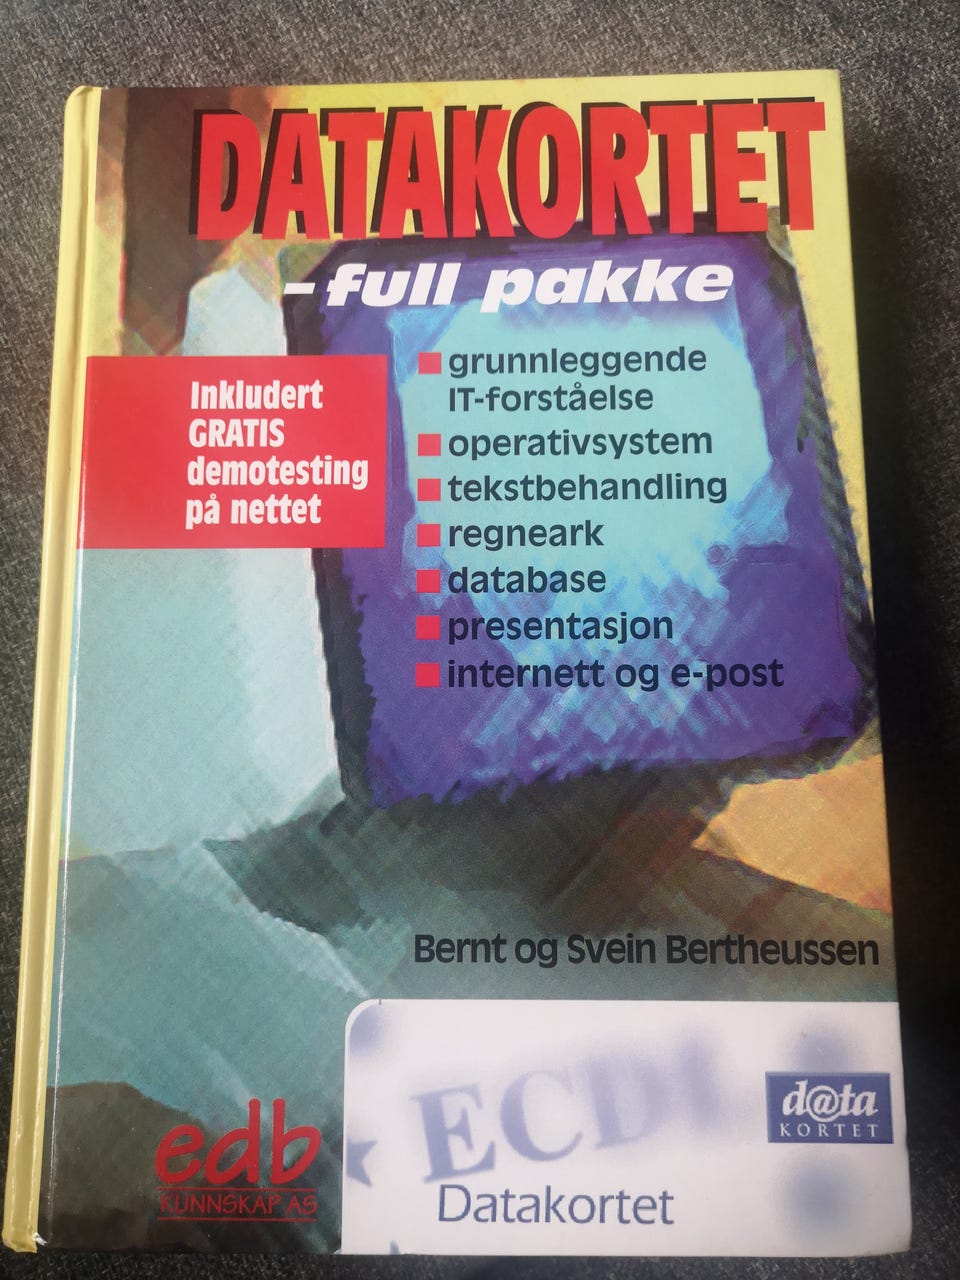 DATAKORTET
– full pakke
Inkludert
GRATIS
demotesting
på nettet
grunnleggende
IT-forståelse
operativsystem
tekstbehandling
regneark
database
presentasjon
internett og e-post
Bernt og Svein Bertheussen
ECDL
d@ta
KORTET
Datakortet
edb
KUNNSKAP AS